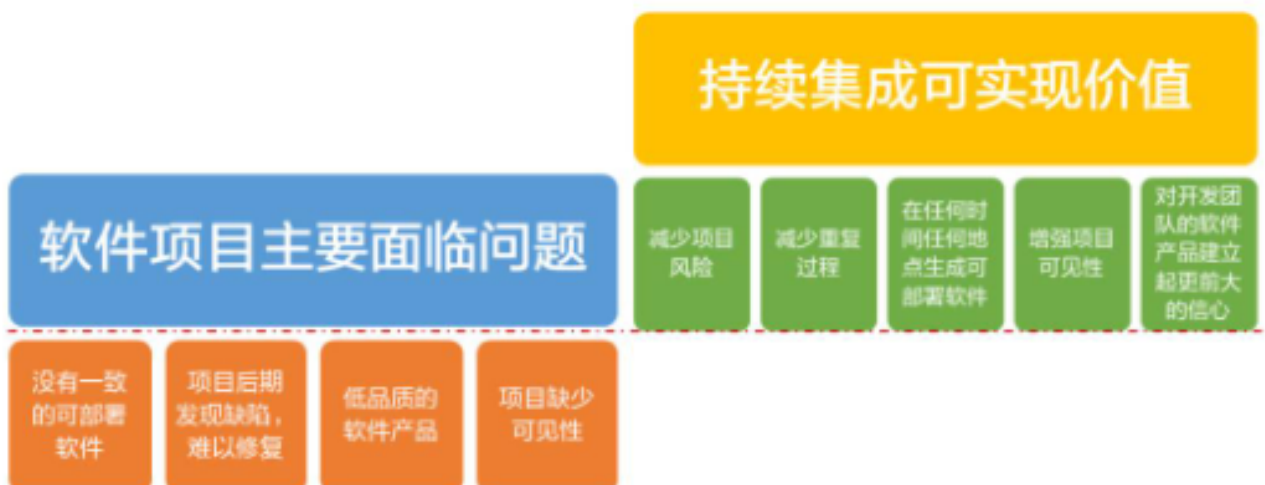 持续集成可实现价值
减少项目
风险
减少重复
过程
在任何时
间任何地
点生成可
部署软件
增强项目
可见性
对开发团
队的软件
产品建立
起更前大
的信心
软件项目主要面临问题
没有一致
的可部署
软件
项目后期
发现缺陷，
难以修复
低品质的
软件产品
项目缺少
可见性